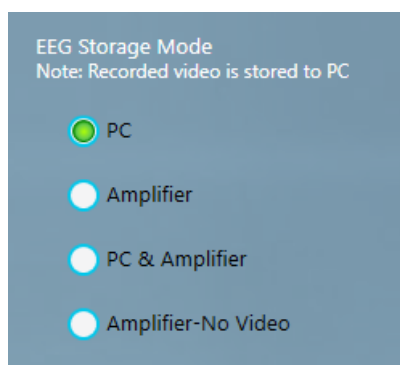 EEG Storage Mode
Note: Recorded video is stored to PC
PC
Amplifier
PC & Amplifier
Amplifier-No Video